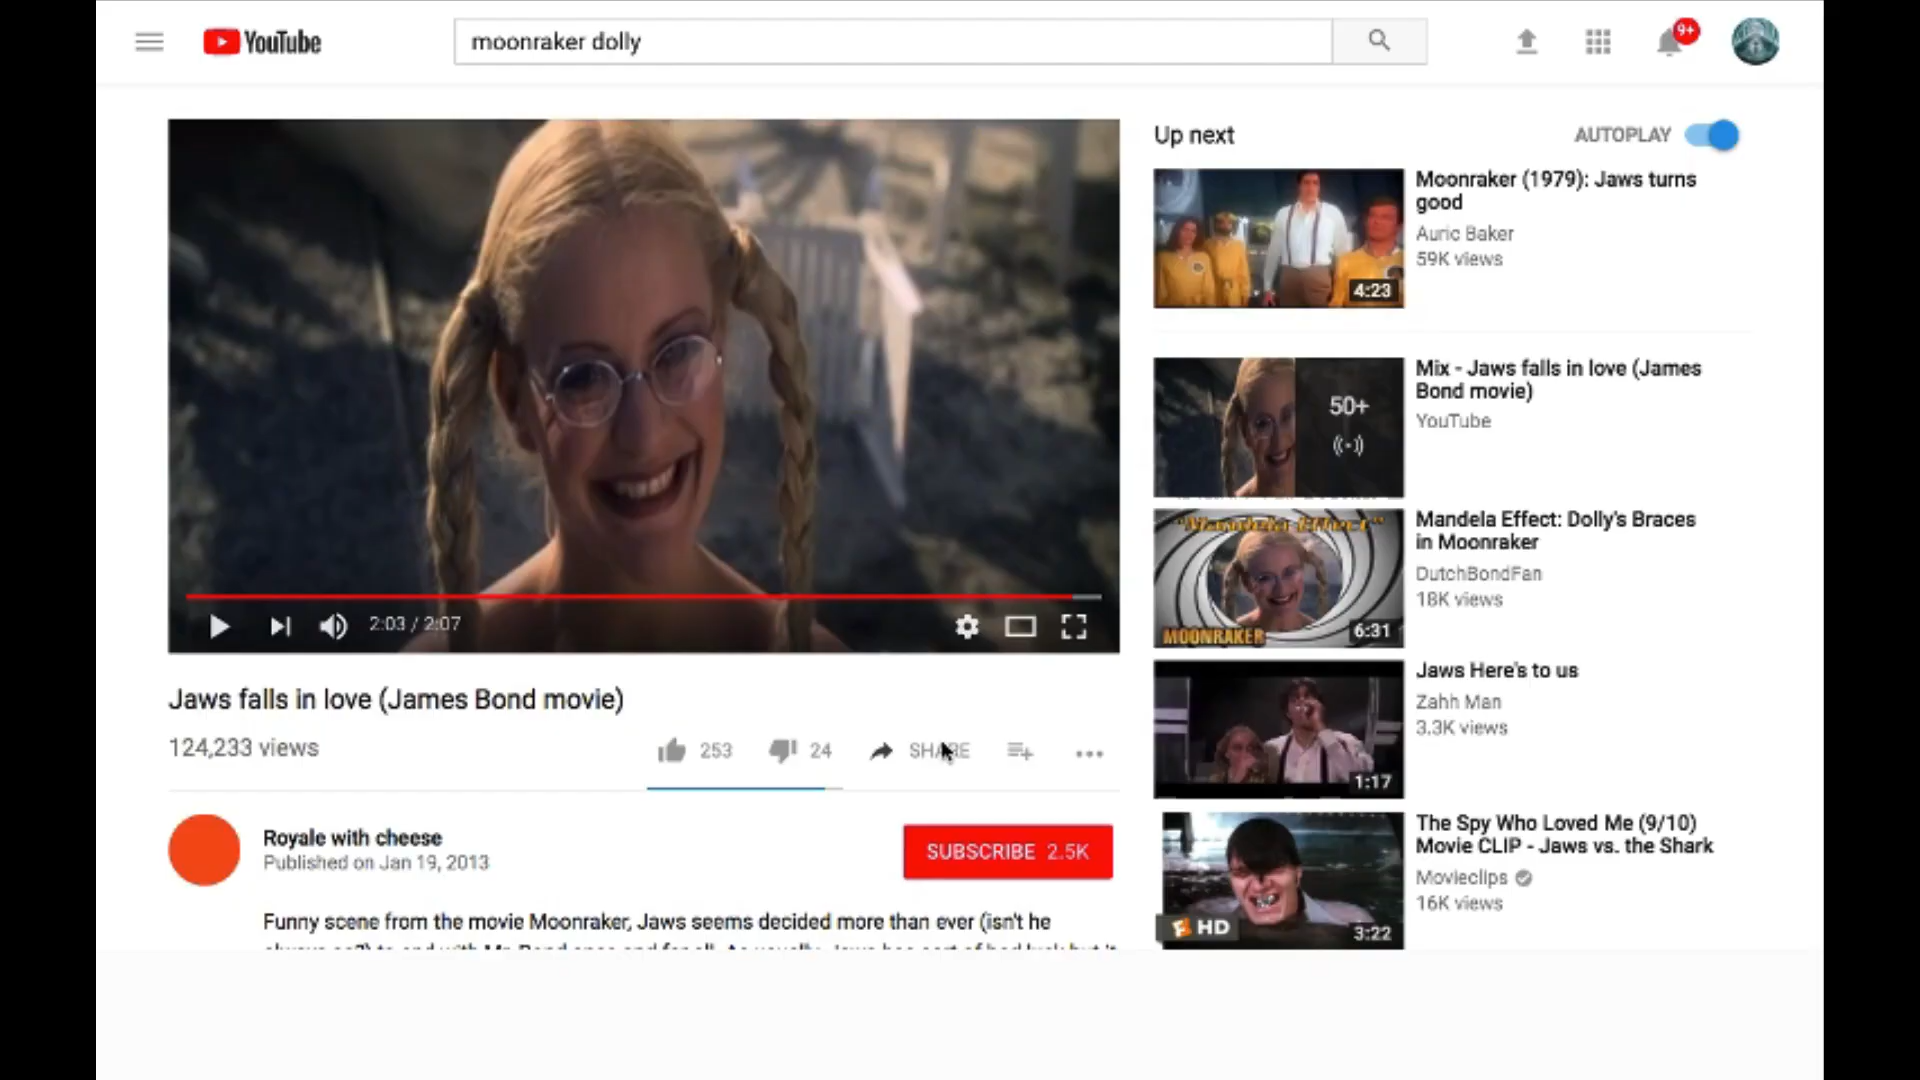 YouTube
moonraker dolly
9+
2:03 / 2:07
Jaws falls in love (James Bond movie)
124,233 views
253
24
SHARE
Royale with cheese
Published on Jan 19, 2013
SUBSCRIBE 2.5K
Funny scene from the movie Moonraker, Jaws seems decided more than ever (isn't he
Up next
AUTOPLAY
Moonraker (1979): Jaws turns
good
Auric Baker
59K views
4:23
Mix - Jaws falls in love (James
Bond movie)
YouTube
50+
"Mandela Effect"
MOONRAKER
6:31
Mandela Effect: Dolly's Braces
in Moonraker
DutchBondFan
18K views
Jaws Here's to us
Zahh Man
3.3K views
1:17
The Spy Who Loved Me (9/10)
Movie CLIP - Jaws vs. the Shark
Movieclips
16K views
HD
3:22